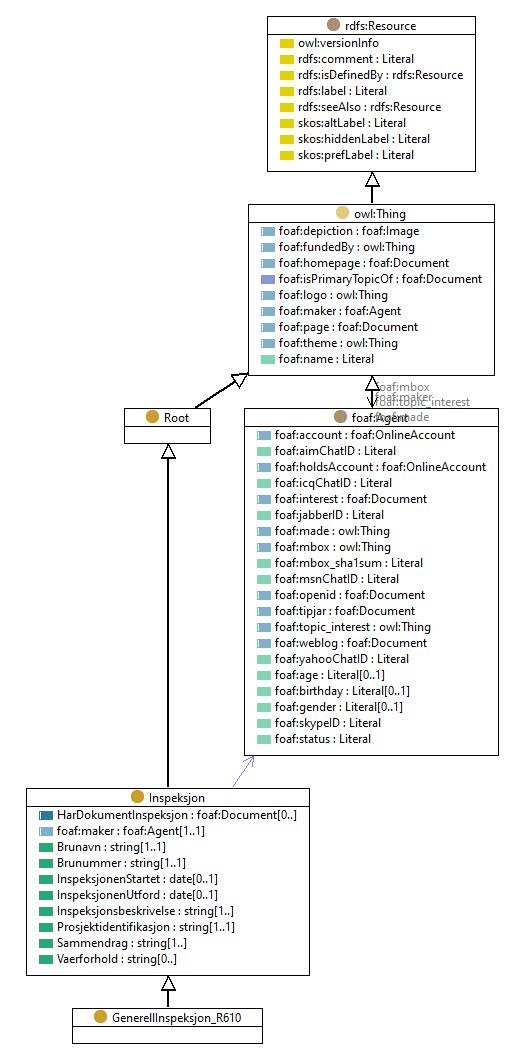 rdfs:Resource
owl:versionInfo
rdfs:comment : Literal
rdfs:isDefinedBy : rdfs:Resource
rdfs:label : Literal
rdfs:seeAlso : rdfs:Resource
skos:altLabel : Literal
skos:hiddenLabel : Literal
skos:prefLabel : Literal
owl:Thing
foaf:depiction : foaf:Image
foaf:fundedBy : owl:Thing
foaf:homepage : foaf:Document
foaf:isPrimaryTopicOf : foaf:Document
foaf:logo : owl:Thing
foaf:maker : foaf:Agent
foaf:page : foaf:Document
foaf:theme : owl:Thing
foaf:name : Literal
foaf:mbox
foaf:maker
foaf:topic_interest
foaf:made
Root
foaf:Agent
foaf:account : foaf:OnlineAccount
foaf:aimChatID : Literal
foaf:holdsAccount : foaf:OnlineAccount
foaf:icqChatID : Literal
foaf:interest : foaf:Document
foaf:jabberID : Literal
foaf:made : owl:Thing
foaf:mbox : owl:Thing
foaf:mbox_sha1sum : Literal
foaf:msnChatID : Literal
foaf:openid : foaf:Document
foaf:tipjar : foaf:Document
foaf:topic_interest : owl:Thing
foaf:weblog : foaf:Document
foaf:yahooChatID : Literal
foaf:age : Literal[0..1]
foaf:birthday : Literal[0..1]
foaf:gender : Literal[0..1]
foaf:skypeID : Literal
foaf:status : Literal
Inspeksjon
HarDokumentInspeksjon : foaf:Document[0..]
foaf:maker : foaf:Agent[1..1]
Brunavn : string[1..1]
Brunummer : string[1..1]
InspeksjonenStartet : date[0..1]
InspeksjonenUtford : date[0..1]
Inspeksjonsbeskrivelse : string[1..]
Prosjektidentifikasjon : string[1..1]
Sammendrag : string[1..]
Vaerforhold : string[0..]
GenerellInspeksjon_R610